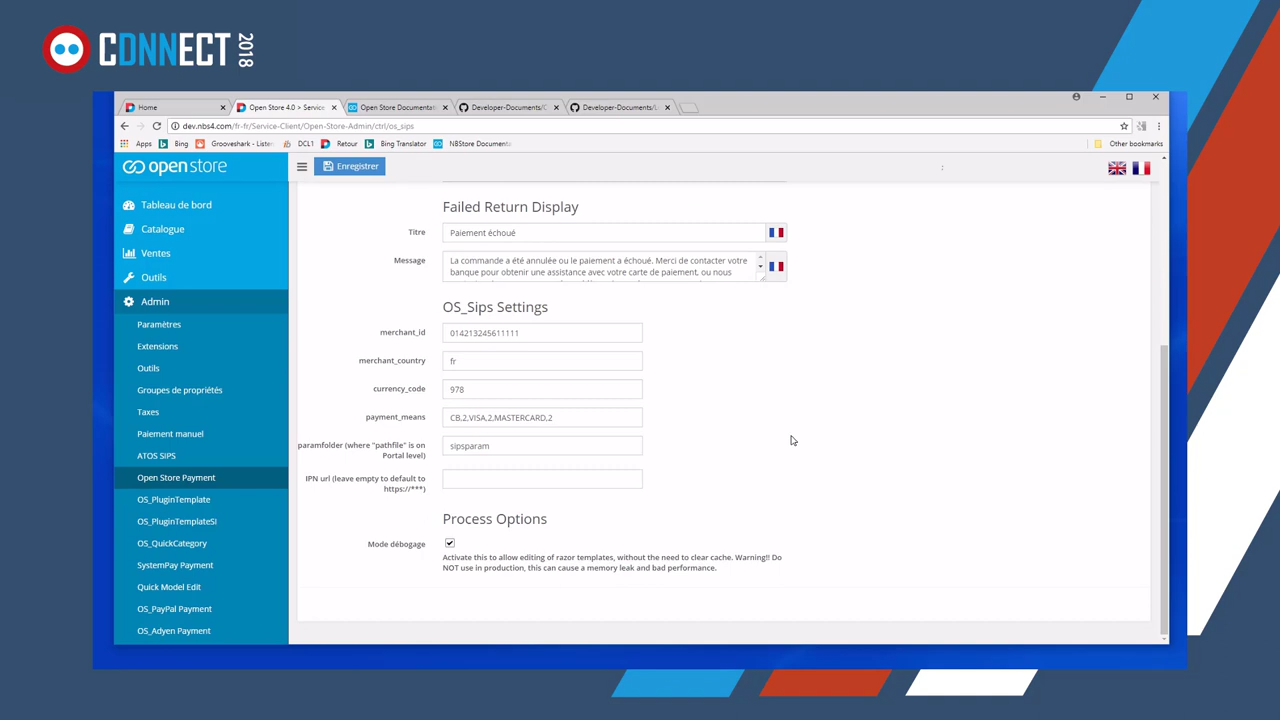 CDNNECT 2018
Home
Open Store 4.0 > Service
Open Store Documentati
Developer-Documents/C
Developer-Documents/L
dev.nbs4.com/fr-fr/Service-Client/Open-Store-Admin/ctrl/os_sips
Apps
Bing
Grooveshark - Listen
DCL1
Retour
Bing Translator
NBStore Documenta
Other bookmarks
openstore
Enregistrer
Tableau de bord
Catalogue
Ventes
Outils
Admin
Paramètres
Extensions
Outils
Groupes de propriétés
Taxes
Paiement manuel
ATOS SIPS
Open Store Payment
OS_PluginTemplate
OS_PluginTemplateSI
OS_QuickCategory
SystemPay Payment
Quick Model Edit
OS_PayPal Payment
OS_Adyen Payment
Failed Return Display
Titre
Paiement échoué
Message
La commande a été annulée ou le paiement a échoué. Merci de contacter votre
banque pour obtenir une assistance avec votre carte de paiement, ou nous
OS_Sips Settings
merchant_id
014213245611111
merchant_country
fr
currency_code
978
payment_means
CB,2,VISA,2,MASTERCARD,2
paramfolder (where "pathfile" is on
Portal level)
sipsparam
IPN url (leave empty to default to
https://***)
Process Options
Mode débogage
Activate this to allow editing of razor templates, without the need to clear cache. Warning!! Do
NOT use in production, this can cause a memory leak and bad performance.